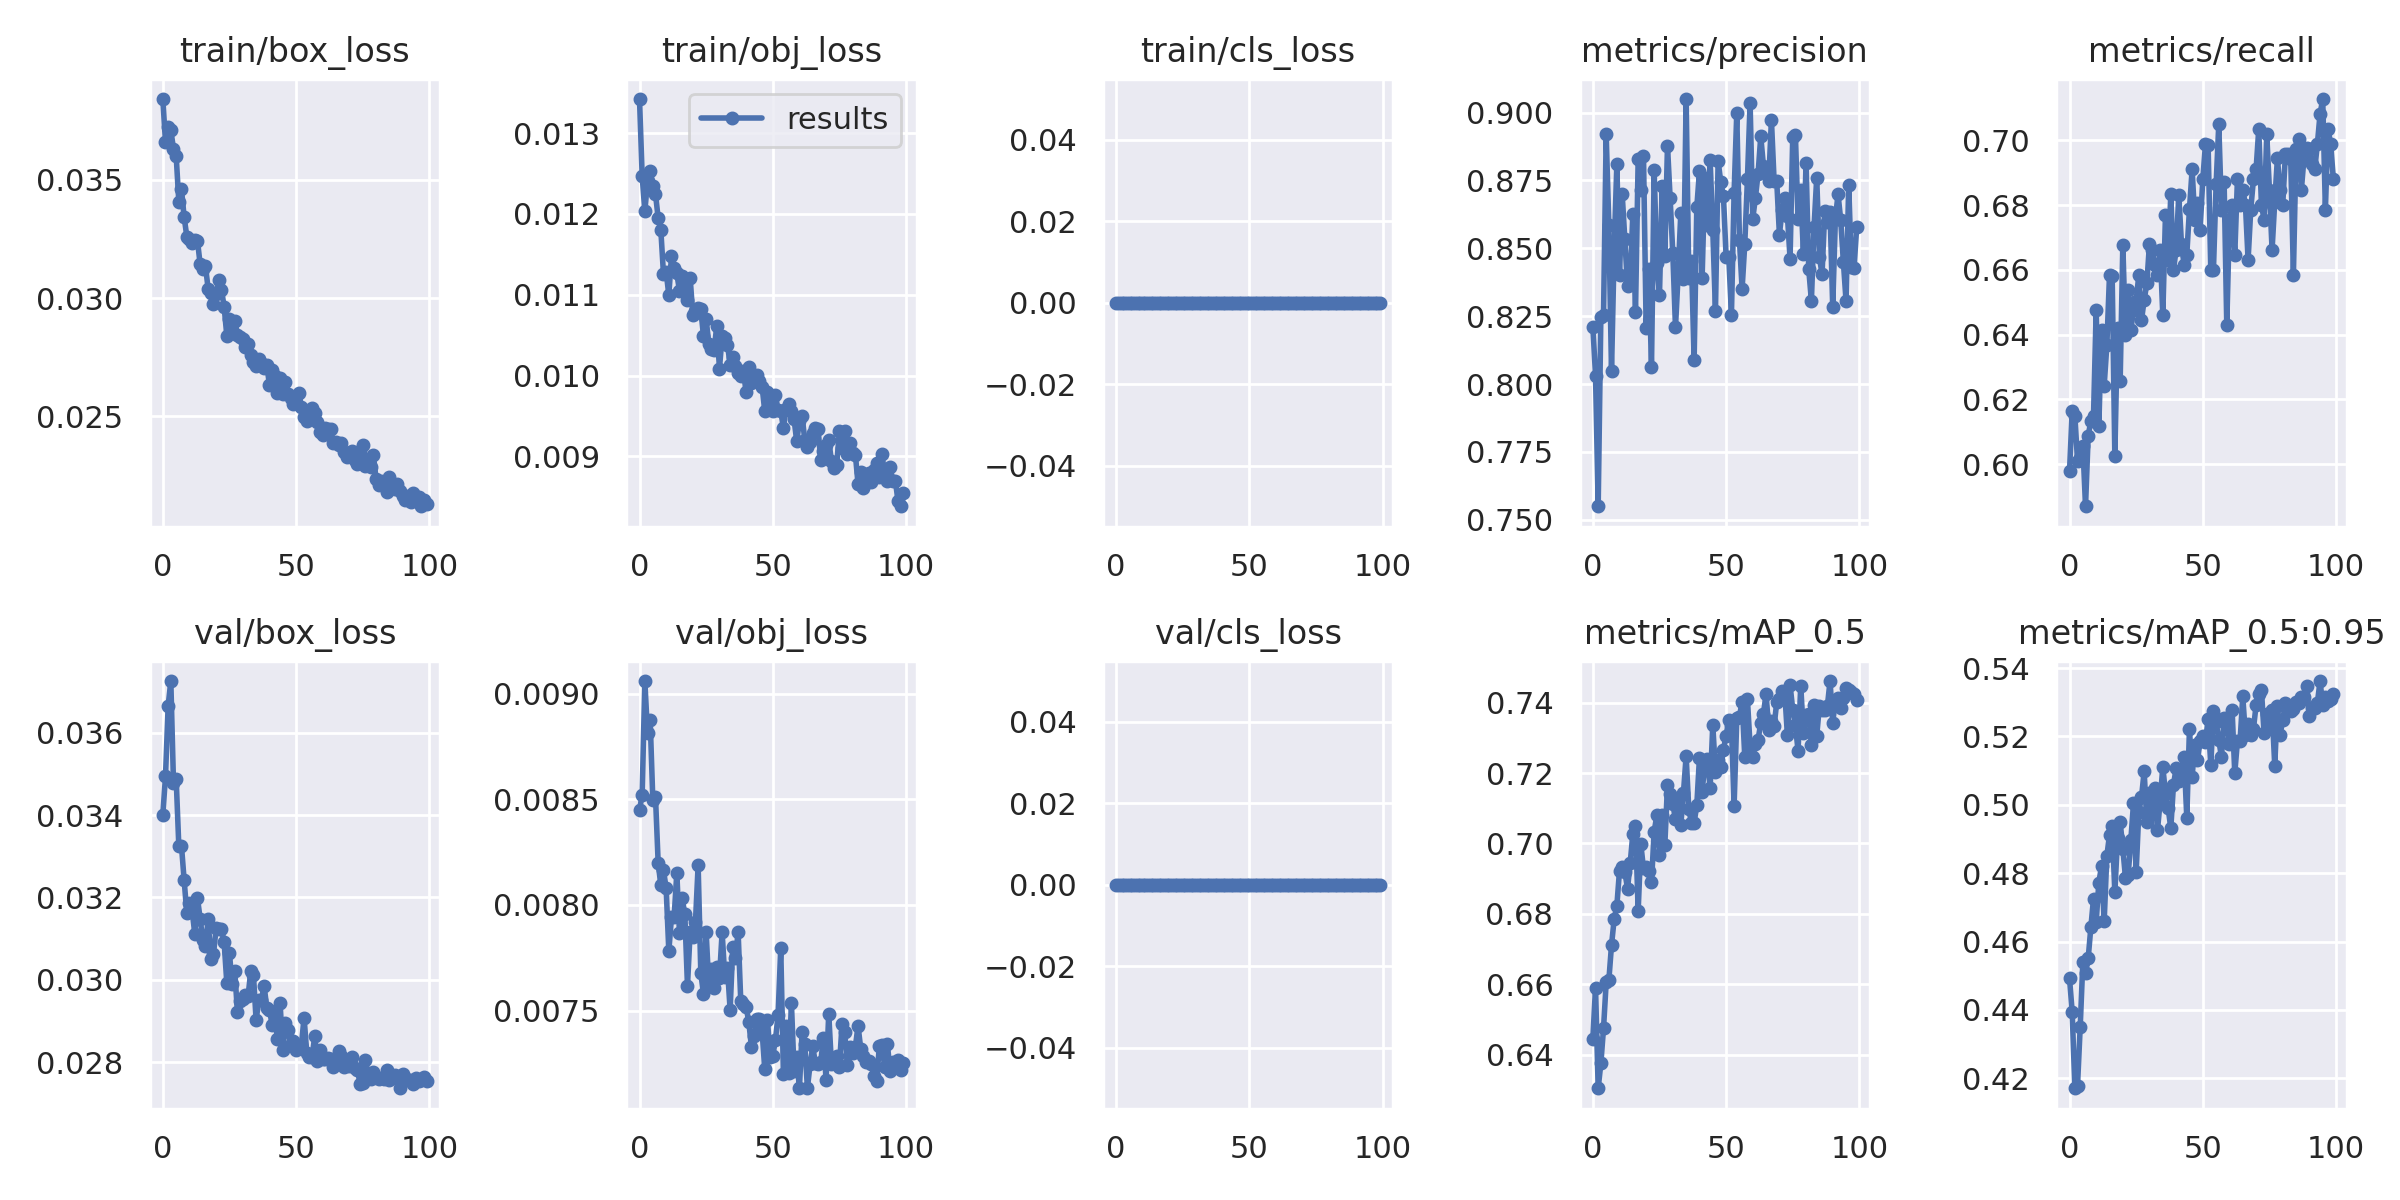 train/box_loss
0.035
0.030
0.025
0 50 100
train/obj_loss
results
0.013
0.012
0.011
0.010
0.009
0 50 100
train/cls_loss
0.04
0.02
0.00
−0.02
−0.04
0 50 100
metrics/precision
0.900
0.875
0.850
0.825
0.800
0.775
0.750
0 50 100
metrics/recall
0.70
0.68
0.66
0.64
0.62
0.60
0 50 100
val/box_loss
0.036
0.034
0.032
0.030
0.028
0 50 100
val/obj_loss
0.0090
0.0085
0.0080
0.0075
0 50 100
val/cls_loss
0.04
0.02
0.00
−0.02
−0.04
0 50 100
metrics/mAP_0.5
0.74
0.72
0.70
0.68
0.66
0.64
0 50 100
metrics/mAP_0.5:0.95
0.54
0.52
0.50
0.48
0.46
0.44
0.42
0 50 100